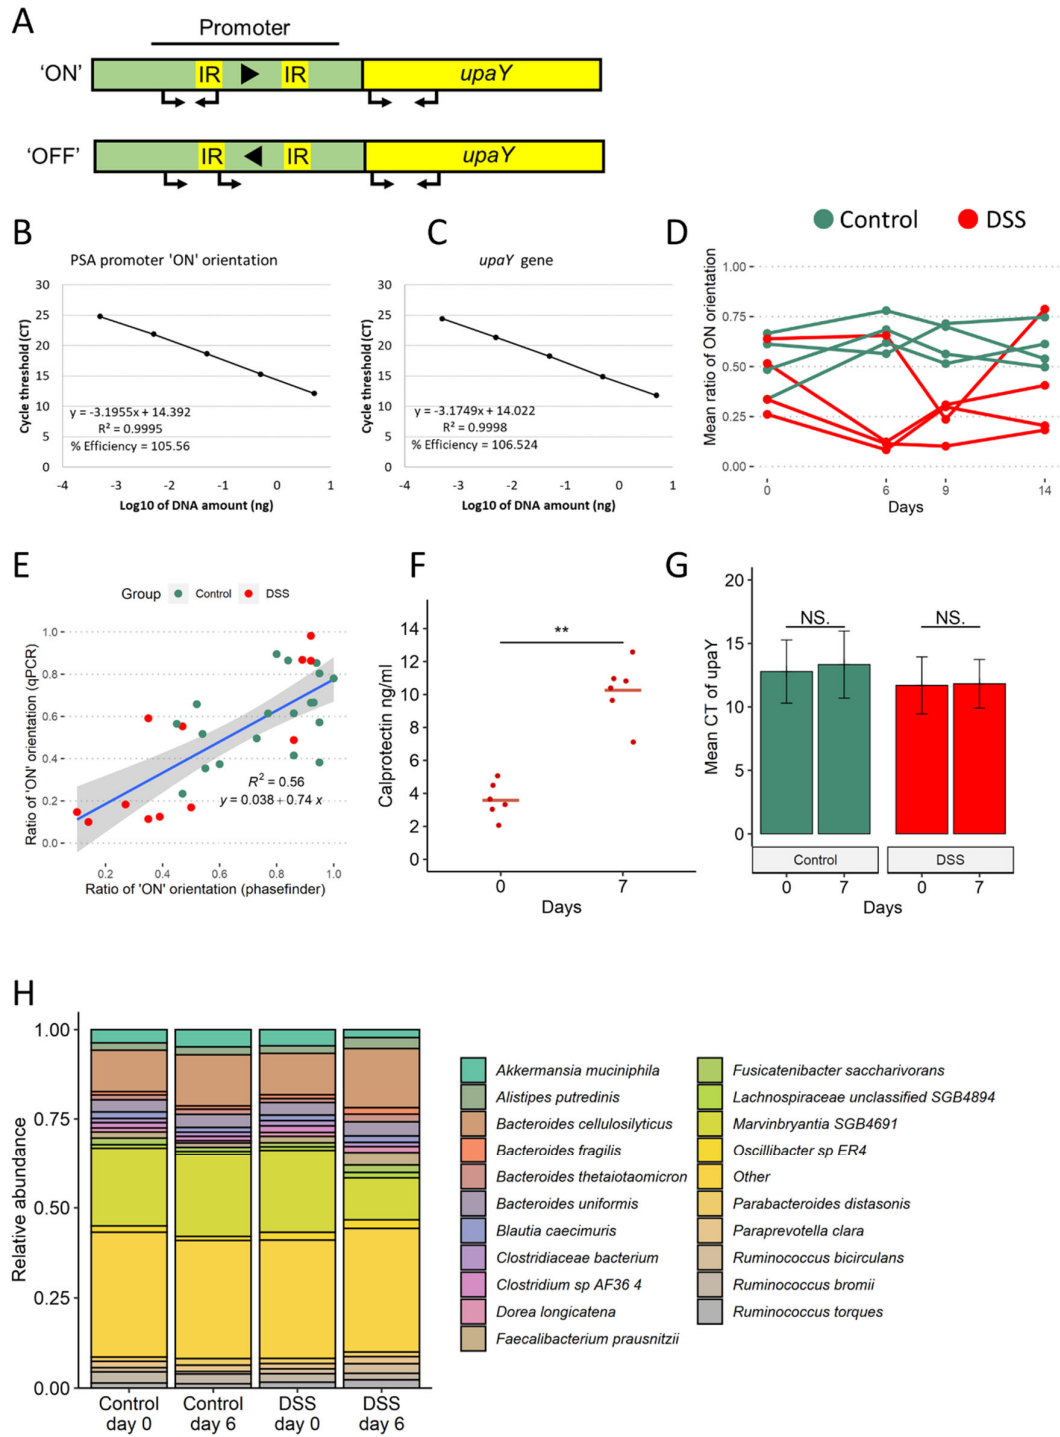 A
Promoter
'ON'
IR
IR
upaY
'OFF'
IR
IR
upaY
Control
DSS
B
PSA promoter 'ON' orientation
30
25
20
15
10
5
0
Cycle threshold (CT)
y = -3.1955x + 14.392
R² = 0.9995
% Efficiency = 105.56
-4
-3
-2
-1
0
1
Log10 of DNA amount (ng)
C
upaY gene
30
25
20
15
10
5
0
Cycle threshold (CT)
y = -3.1749x + 14.022
R² = 0.9998
% Efficiency = 106.524
-4
-3
-2
-1
0
1
Log10 of DNA amount (ng)
D
Mean ratio of ON orientation
1.00
0.75
0.50
0.25
0.00
0
6
9
14
Days
E
Group
Control
DSS
Ratio of 'ON' orientation (qPCR)
1.0
0.8
0.6
0.4
0.2
0.0
R² = 0.56
y = 0.038 + 0.74 x
0.2
0.4
0.6
0.8
1.0
Ratio of 'ON' orientation (phasefinder)
F
Calprotectin ng/ml
14
12
10
8
6
4
2
0
**
0
7
Days
G
Mean CT of upaY
20
15
10
5
0
NS.
NS.
Control
DSS
0
7
0
7
Days
H
Relative abundance
1.00
0.75
0.50
0.25
0.00
Control
day 0
Control
day 6
DSS
day 0
DSS
day 6
Akkermansia muciniphila
Alistipes putredinis
Bacteroides cellulosilyticus
Bacteroides fragilis
Bacteroides thetaiotaomicron
Bacteroides uniformis
Blautia caecimuris
Clostridiaceae bacterium
Clostridium sp AF36 4
Dorea longicatena
Faecalibacterium prausnitzii
Fusicatenibacter saccharivorans
Lachnospiraceae unclassified SGB4894
Marvinbryantia SGB4691
Oscillibacter sp ER4
Other
Parabacteroides distasonis
Paraprevotella clara
Ruminococcus bicirculans
Ruminococcus bromii
Ruminococcus torques